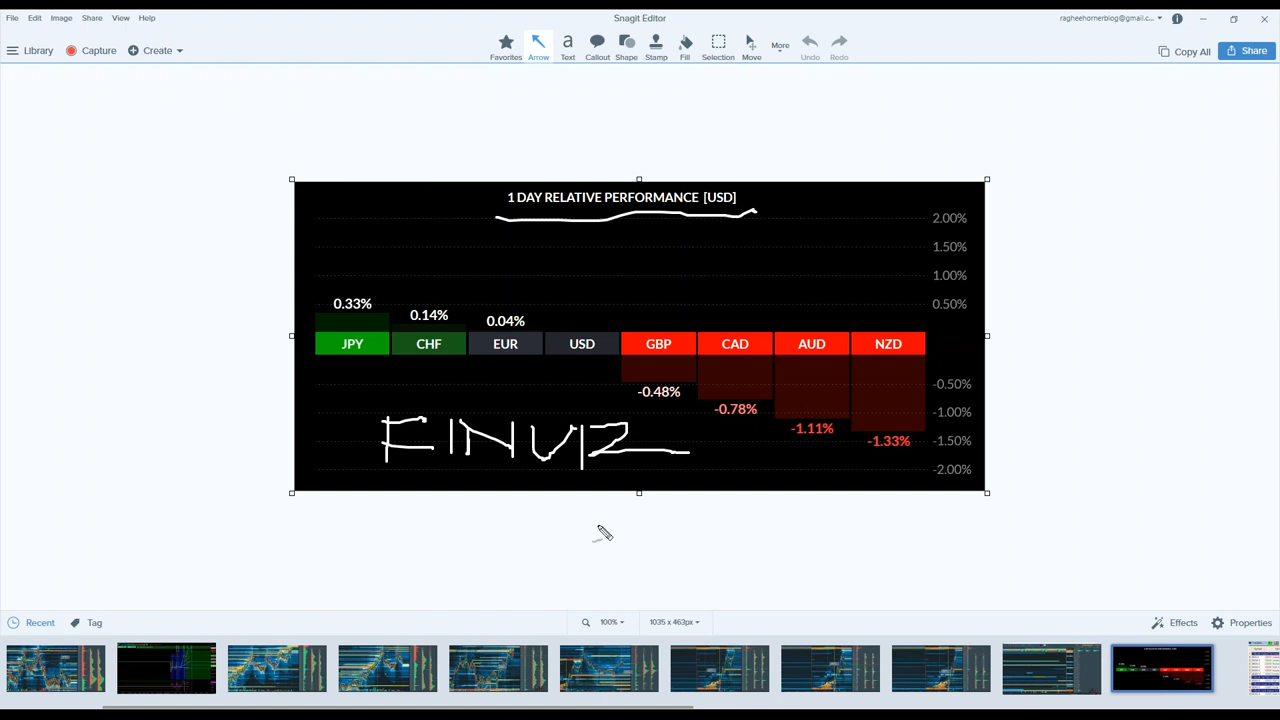 File Edit Image Share View Help
Snagit Editor
ragheehornerblog@gmail.c...
Library Capture Create
Favorites Arrow Text Callout Shape Stamp Fill Selection Move More Undo Redo
Copy All Share
1 DAY RELATIVE PERFORMANCE [USD]
2.00%
1.50%
1.00%
0.50%
0.33% 0.14% 0.04%
JPY CHF EUR USD GBP CAD AUD NZD
-0.48% -0.78% -1.11% -1.33%
-0.50%
-1.00%
-1.50%
-2.00%
FINVIZ
Recent Tag
100% 1035 x 463px
Effects Properties